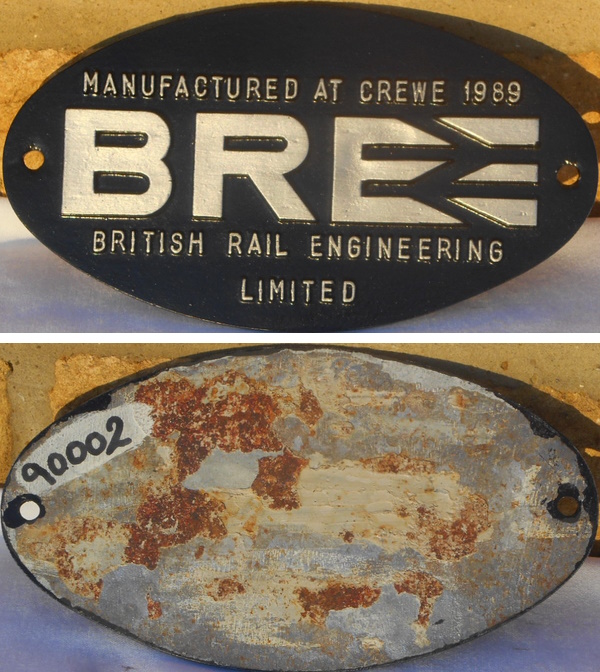 MANUFACTURED AT CREWE 1989
BRE
BRITISH RAIL ENGINEERING
LIMITED
90002